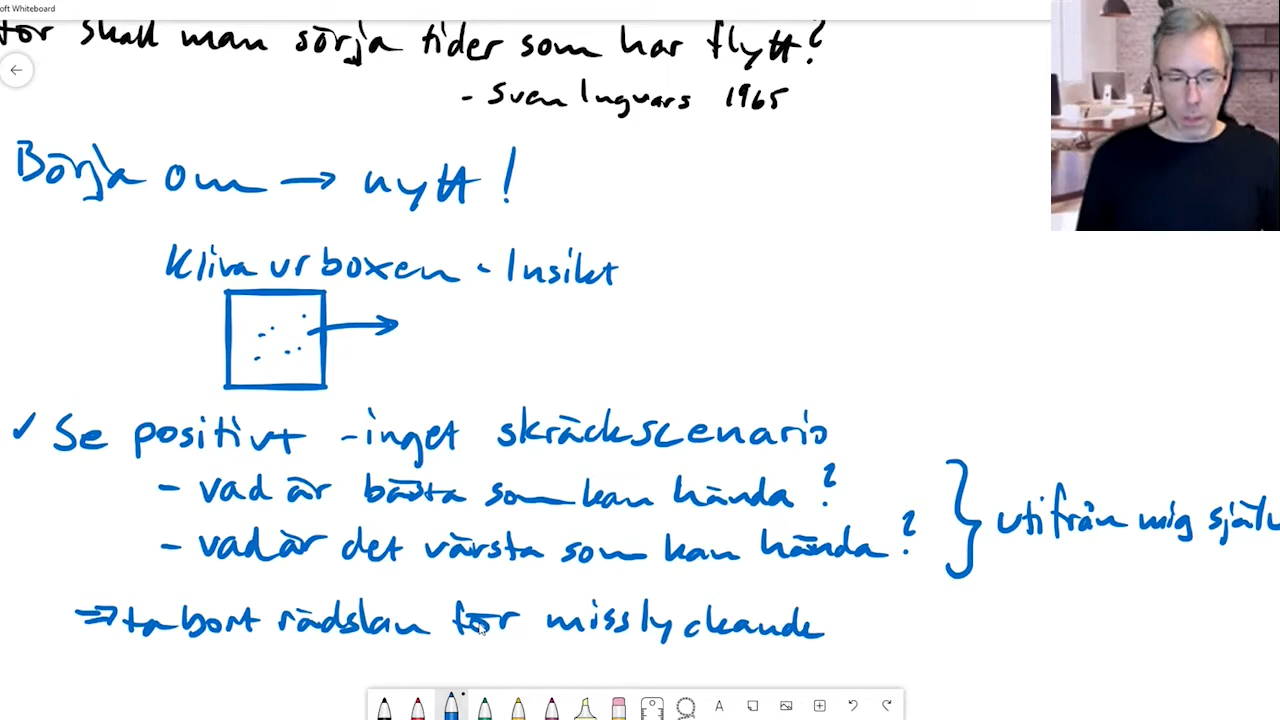 oft Whiteboard
för skall man sörja tider som har flytt?
- Sven Ingvars 1965
Börja om → nytt!
Kliva ur boxen - Insikt
✓ Se positivt - inget skräckscenario
- vad är bästa som kan hända?
- vad är det värsta som kan hända?
} utifrån mig själv
⇒ ta bort rädslan för misslyckande
A